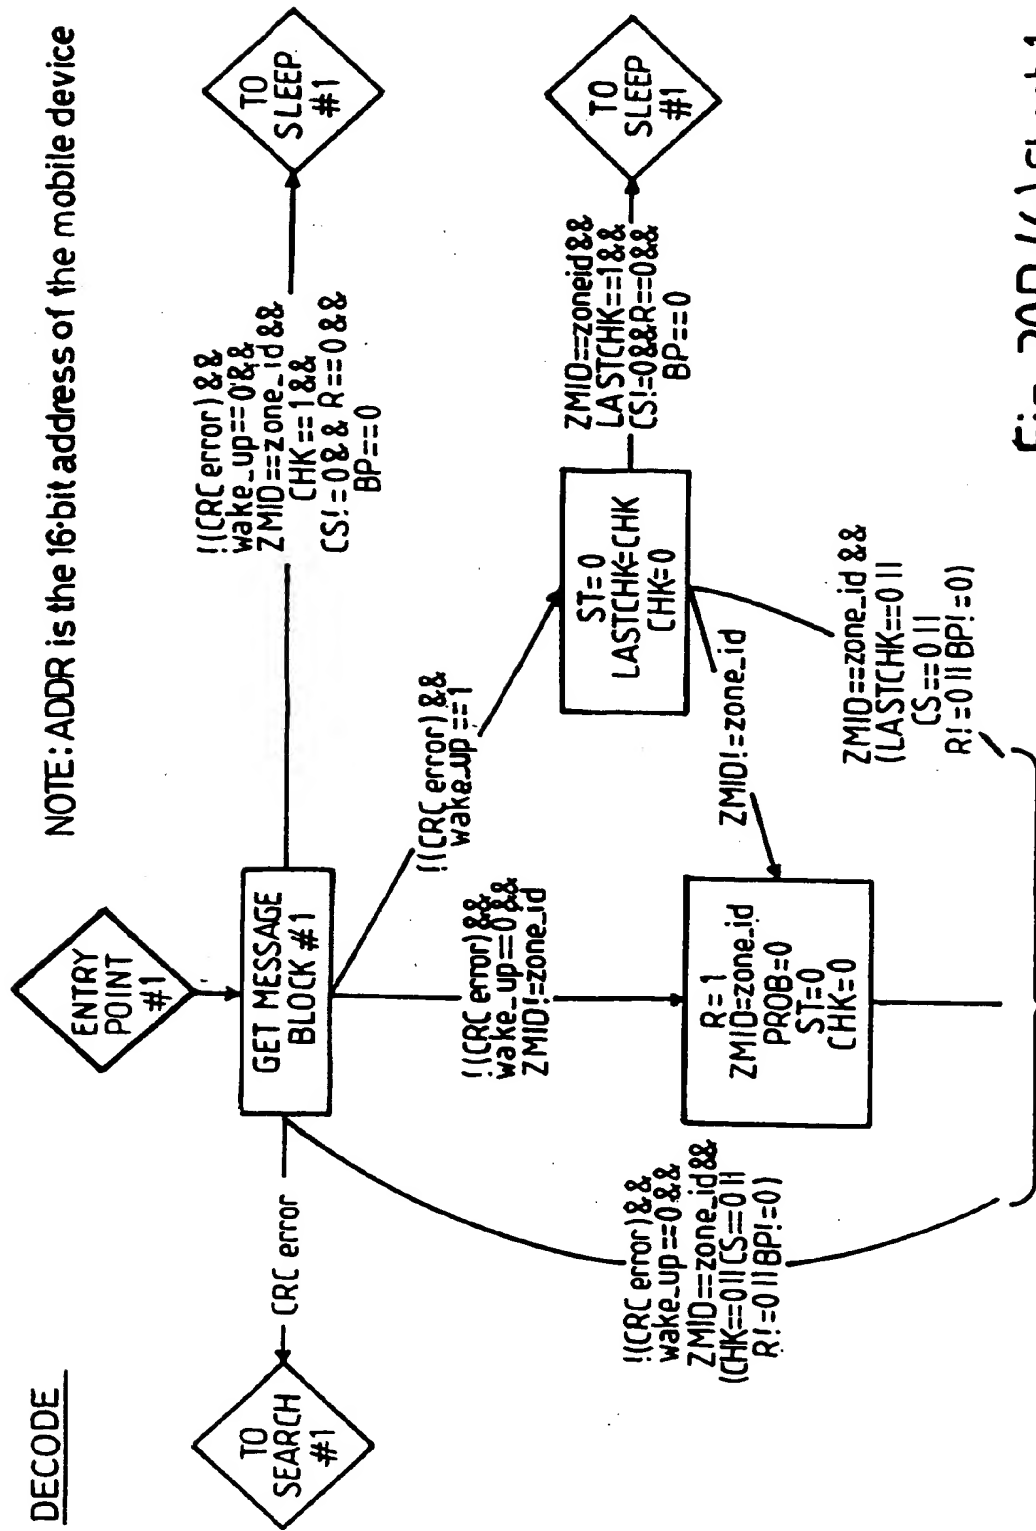 DECODE
NOTE: ADDR is the 16-bit address of the mobile device
ENTRY
POINT
#1
GET MESSAGE
BLOCK #1
CRC error
TO
SEARCH
#1
!(CRC error) &&
wake_up==0 &&
ZMID==zone_id &&
CHK==1 &&
CS!=0 && R==0 &&
BP==0
TO
SLEEP
#1
!(CRC error) &&
wake_up==1
!(CRC error) &&
wake_up==0 &&
ZMID!=zone_id
!(CRC error) &&
wake_up==0 &&
ZMID==zone_id &&
(CHK==0 || CS==0 ||
R!=0 || BP!=0)
ST=0
LASTCHK=CHK
CHK=0
ZMID==zoneid &&
LASTCHK==1 &&
CS!=0 && R==0 &&
BP==0
TO
SLEEP
#1
ZMID!=zone_id
R=1
ZMID=zone_id
PROB=0
ST=0
CHK=0
ZMID==zone_id &&
(LASTCHK==0 ||
CS==0 ||
R!=0 || BP!=0)